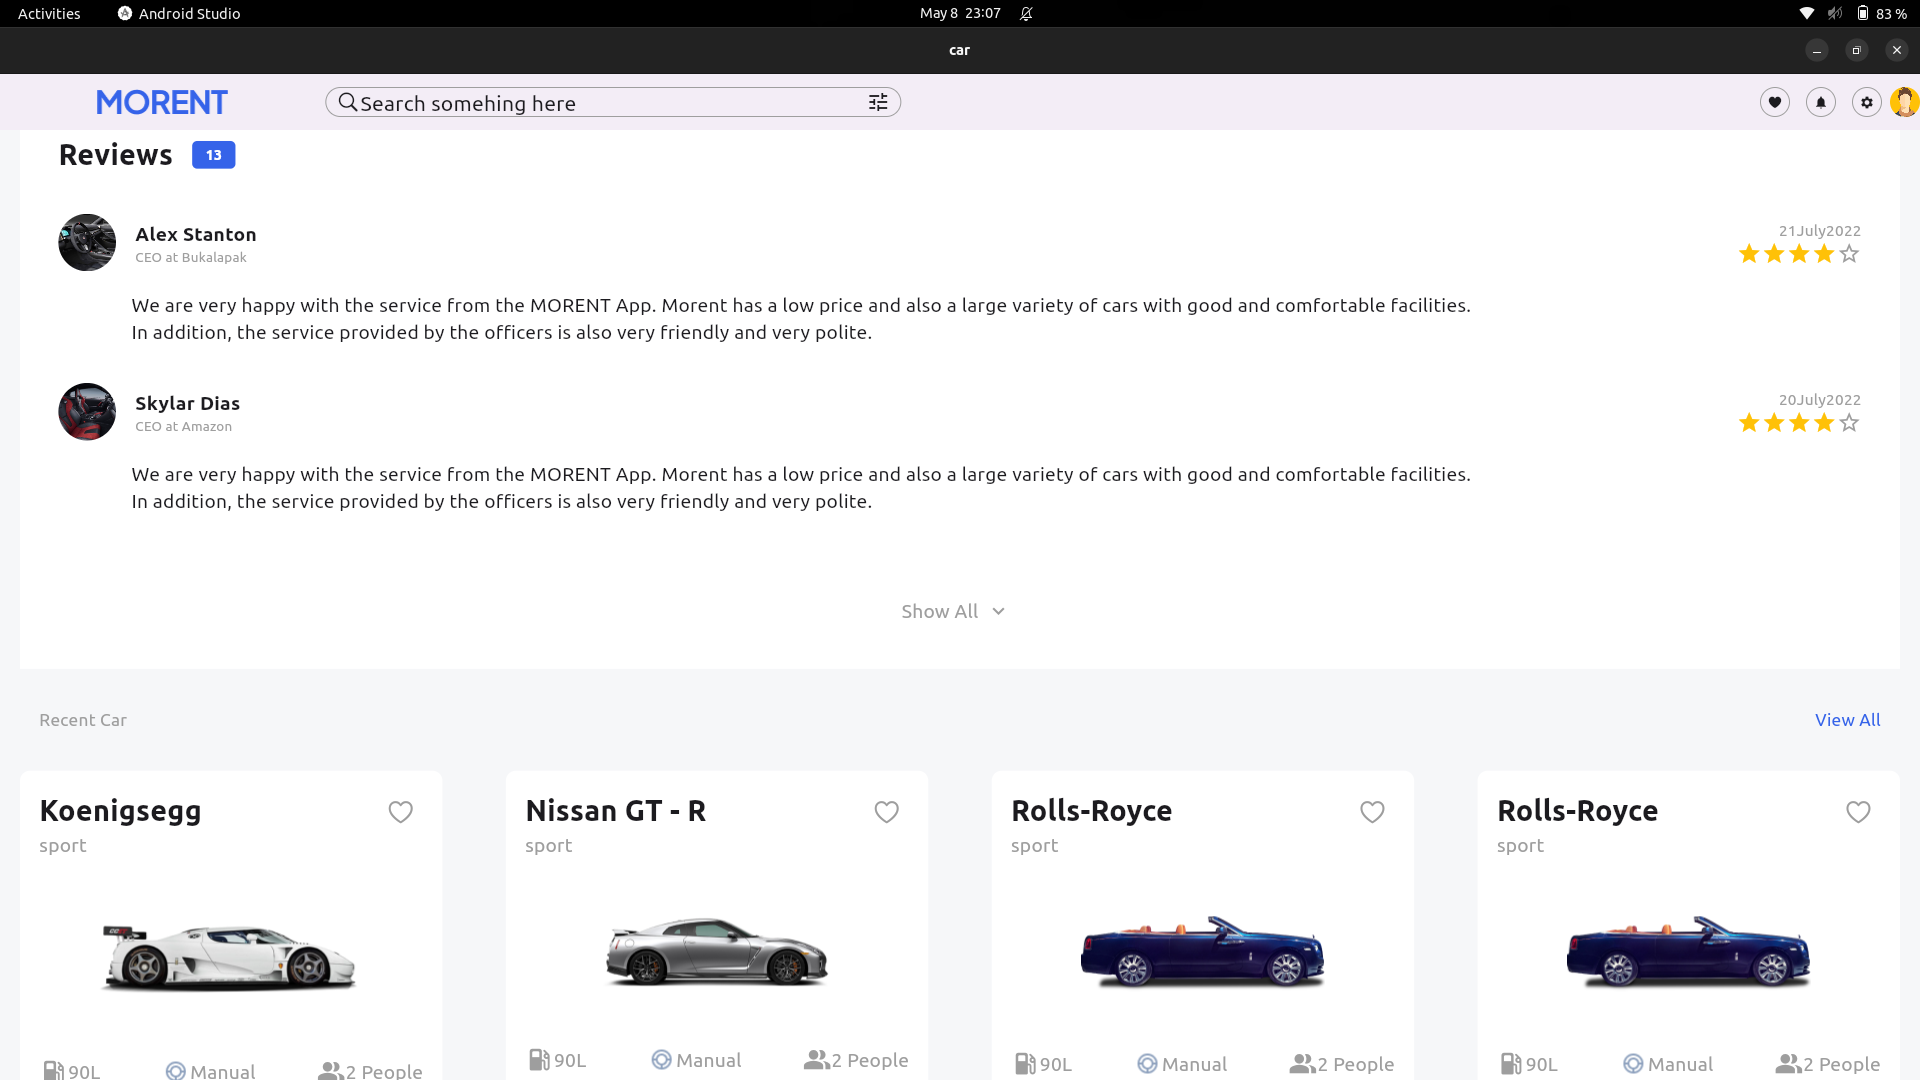 Activities Android Studio May 8 23:07 83 %
car
MORENT Search somehing here
Reviews 13
Alex Stanton 21July2022
CEO at Bukalapak
We are very happy with the service from the MORENT App. Morent has a low price and also a large variety of cars with good and comfortable facilities.
In addition, the service provided by the officers is also very friendly and very polite.
Skylar Dias 20July2022
CEO at Amazon
We are very happy with the service from the MORENT App. Morent has a low price and also a large variety of cars with good and comfortable facilities.
In addition, the service provided by the officers is also very friendly and very polite.
Show All
Recent Car View All
Koenigsegg Nissan GT - R Rolls-Royce Rolls-Royce
sport sport sport sport
90L Manual 2 People 90L Manual 2 People 90L Manual 2 People 90L Manual 2 People